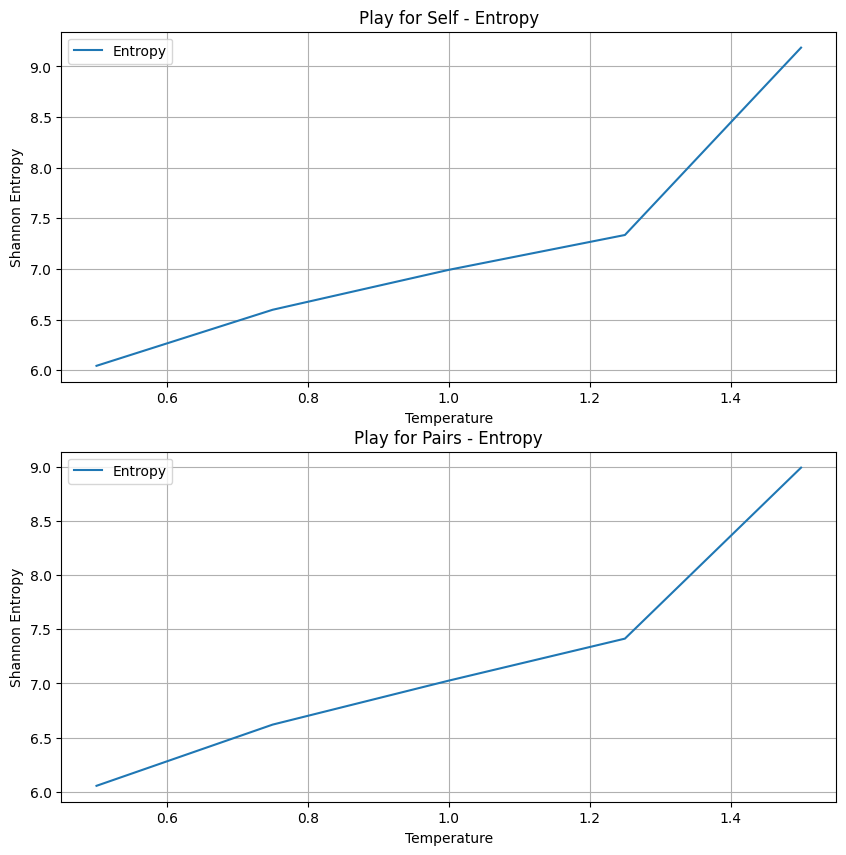 Play for Self - Entropy
Entropy
Shannon Entropy
9.0
8.5
8.0
7.5
7.0
6.5
6.0
0.6 0.8 1.0 1.2 1.4
Temperature
Play for Pairs - Entropy
Entropy
Shannon Entropy
9.0
8.5
8.0
7.5
7.0
6.5
6.0
0.6 0.8 1.0 1.2 1.4
Temperature